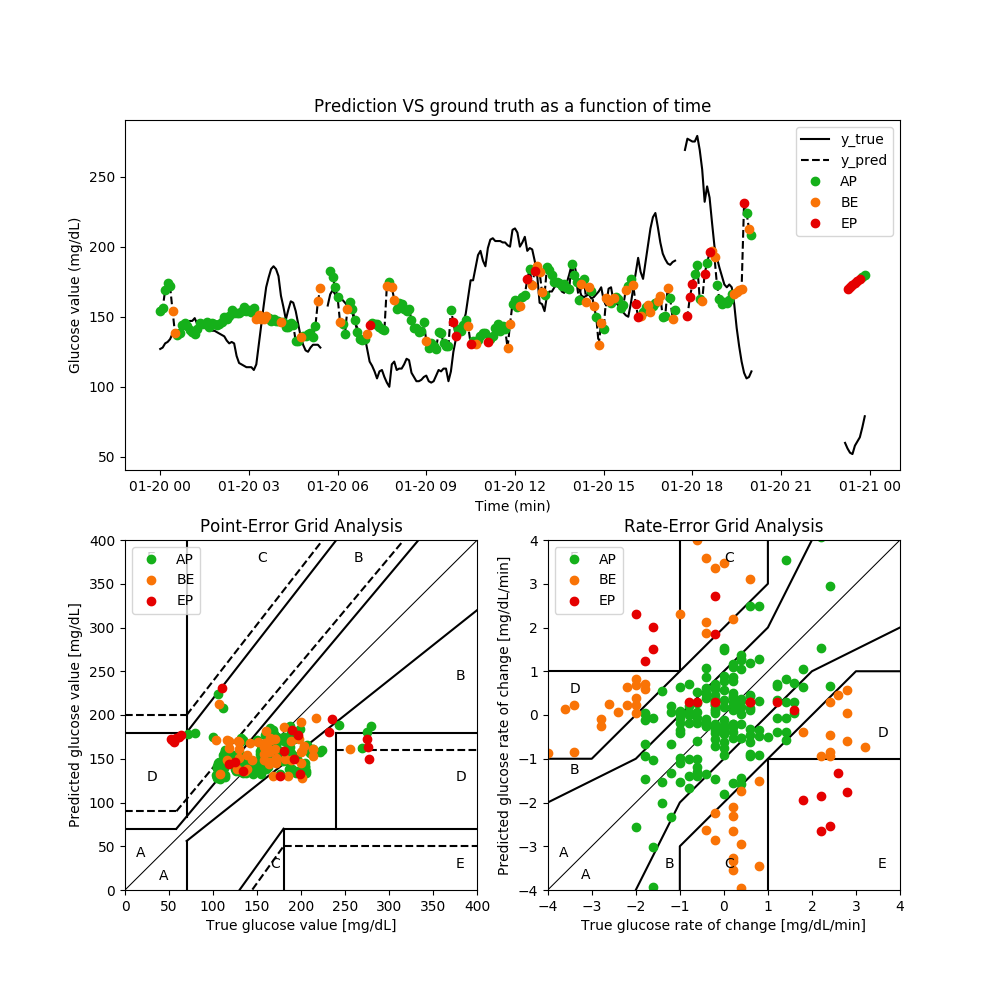 Prediction VS ground truth as a function of time
Glucose value (mg/dL)
250
200
150
100
50
y_true
y_pred
AP
BE
EP
01-20 00
01-20 03
01-20 06
01-20 09
01-20 12
01-20 15
01-20 18
01-20 21
01-21 00
Time (min)
Point-Error Grid Analysis
Predicted glucose value [mg/dL]
400
350
300
250
200
150
100
50
0
AP
BE
EP
C
B
B
D
D
A
A
C
E
0
50
100
150
200
250
300
350
400
True glucose value [mg/dL]
Rate-Error Grid Analysis
Predicted glucose rate of change [mg/dL/min]
4
3
2
1
0
−1
−2
−3
−4
AP
BE
EP
C
D
D
B
A
A
B
C
E
−4
−3
−2
−1
0
1
2
3
4
True glucose rate of change [mg/dL/min]